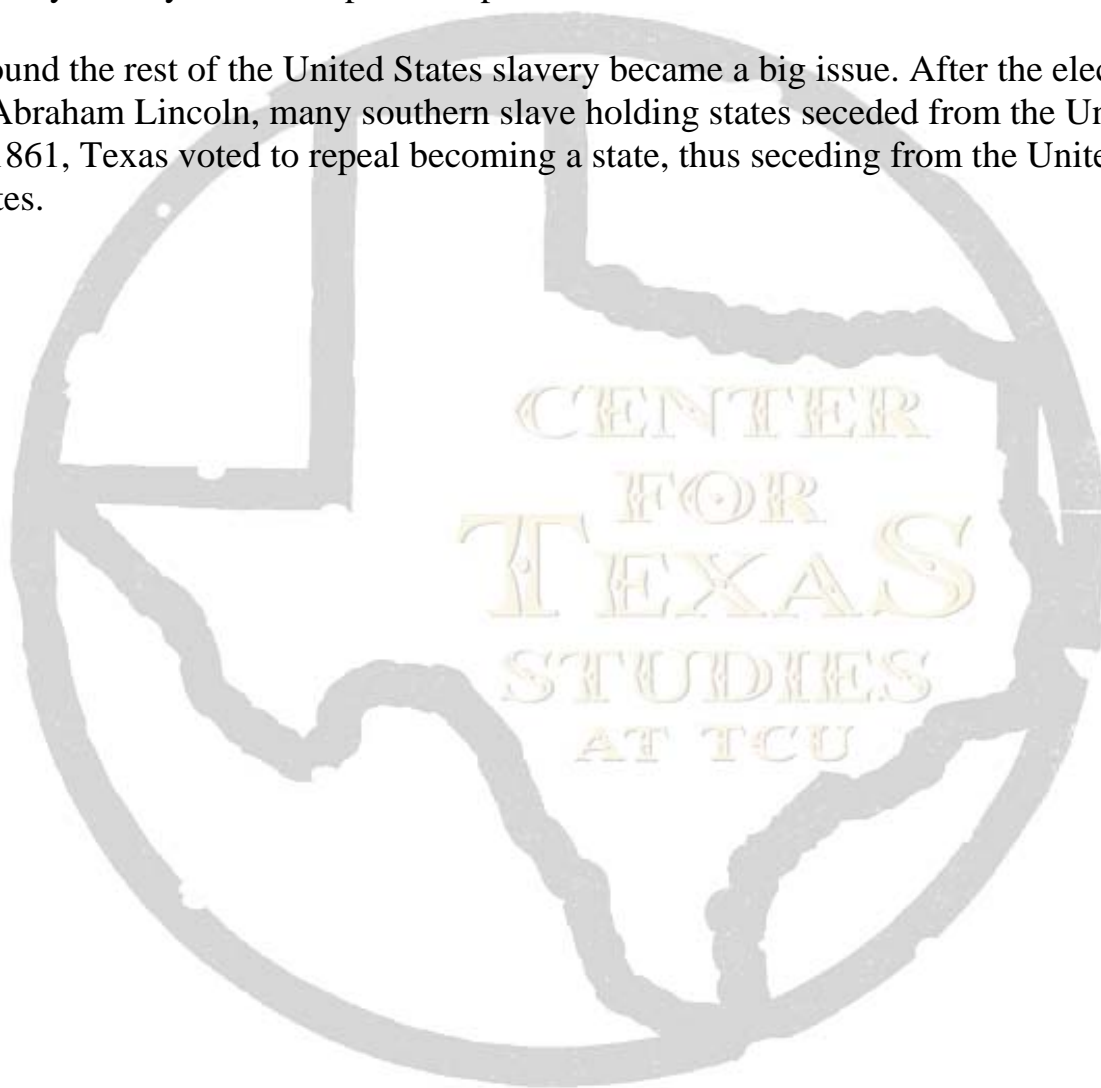 ound the rest of the United States slavery became a big issue. After the elec
Abraham Lincoln, many southern slave holding states seceded from the Un
1861, Texas voted to repeal becoming a state, thus seceding from the Unite
tes.
CENTER
FOR
TEXAS
STUDIES
AT TCU